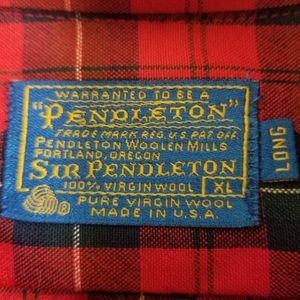 WARRANTED TO BE A
"PENDLETON"
TRADE MARK REG. U.S. PAT. OFF.
PENDLETON WOOLEN MILLS
PORTLAND, OREGON
SIR PENDLETON
100% VIRGIN WOOL XL
PURE VIRGIN WOOL
MADE IN U.S.A.
LONG